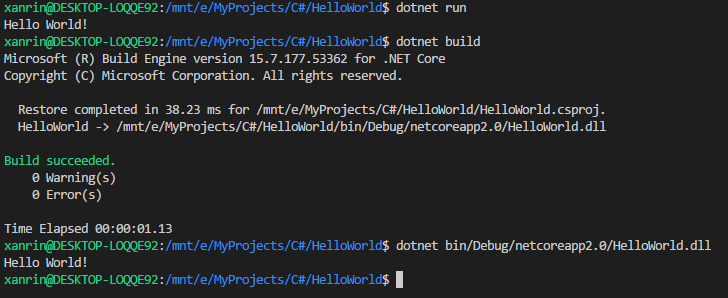 xanrin@DESKTOP-LOQQE92:/mnt/e/MyProjects/C#/HelloWorld$ dotnet run
Hello World!
xanrin@DESKTOP-LOQQE92:/mnt/e/MyProjects/C#/HelloWorld$ dotnet build
Microsoft (R) Build Engine version 15.7.177.53362 for .NET Core
Copyright (C) Microsoft Corporation. All rights reserved.

  Restore completed in 38.23 ms for /mnt/e/MyProjects/C#/HelloWorld/HelloWorld.csproj.
  HelloWorld -> /mnt/e/MyProjects/C#/HelloWorld/bin/Debug/netcoreapp2.0/HelloWorld.dll

Build succeeded.
    0 Warning(s)
    0 Error(s)

Time Elapsed 00:00:01.13
xanrin@DESKTOP-LOQQE92:/mnt/e/MyProjects/C#/HelloWorld$ dotnet bin/Debug/netcoreapp2.0/HelloWorld.dll
Hello World!
xanrin@DESKTOP-LOQQE92:/mnt/e/MyProjects/C#/HelloWorld$